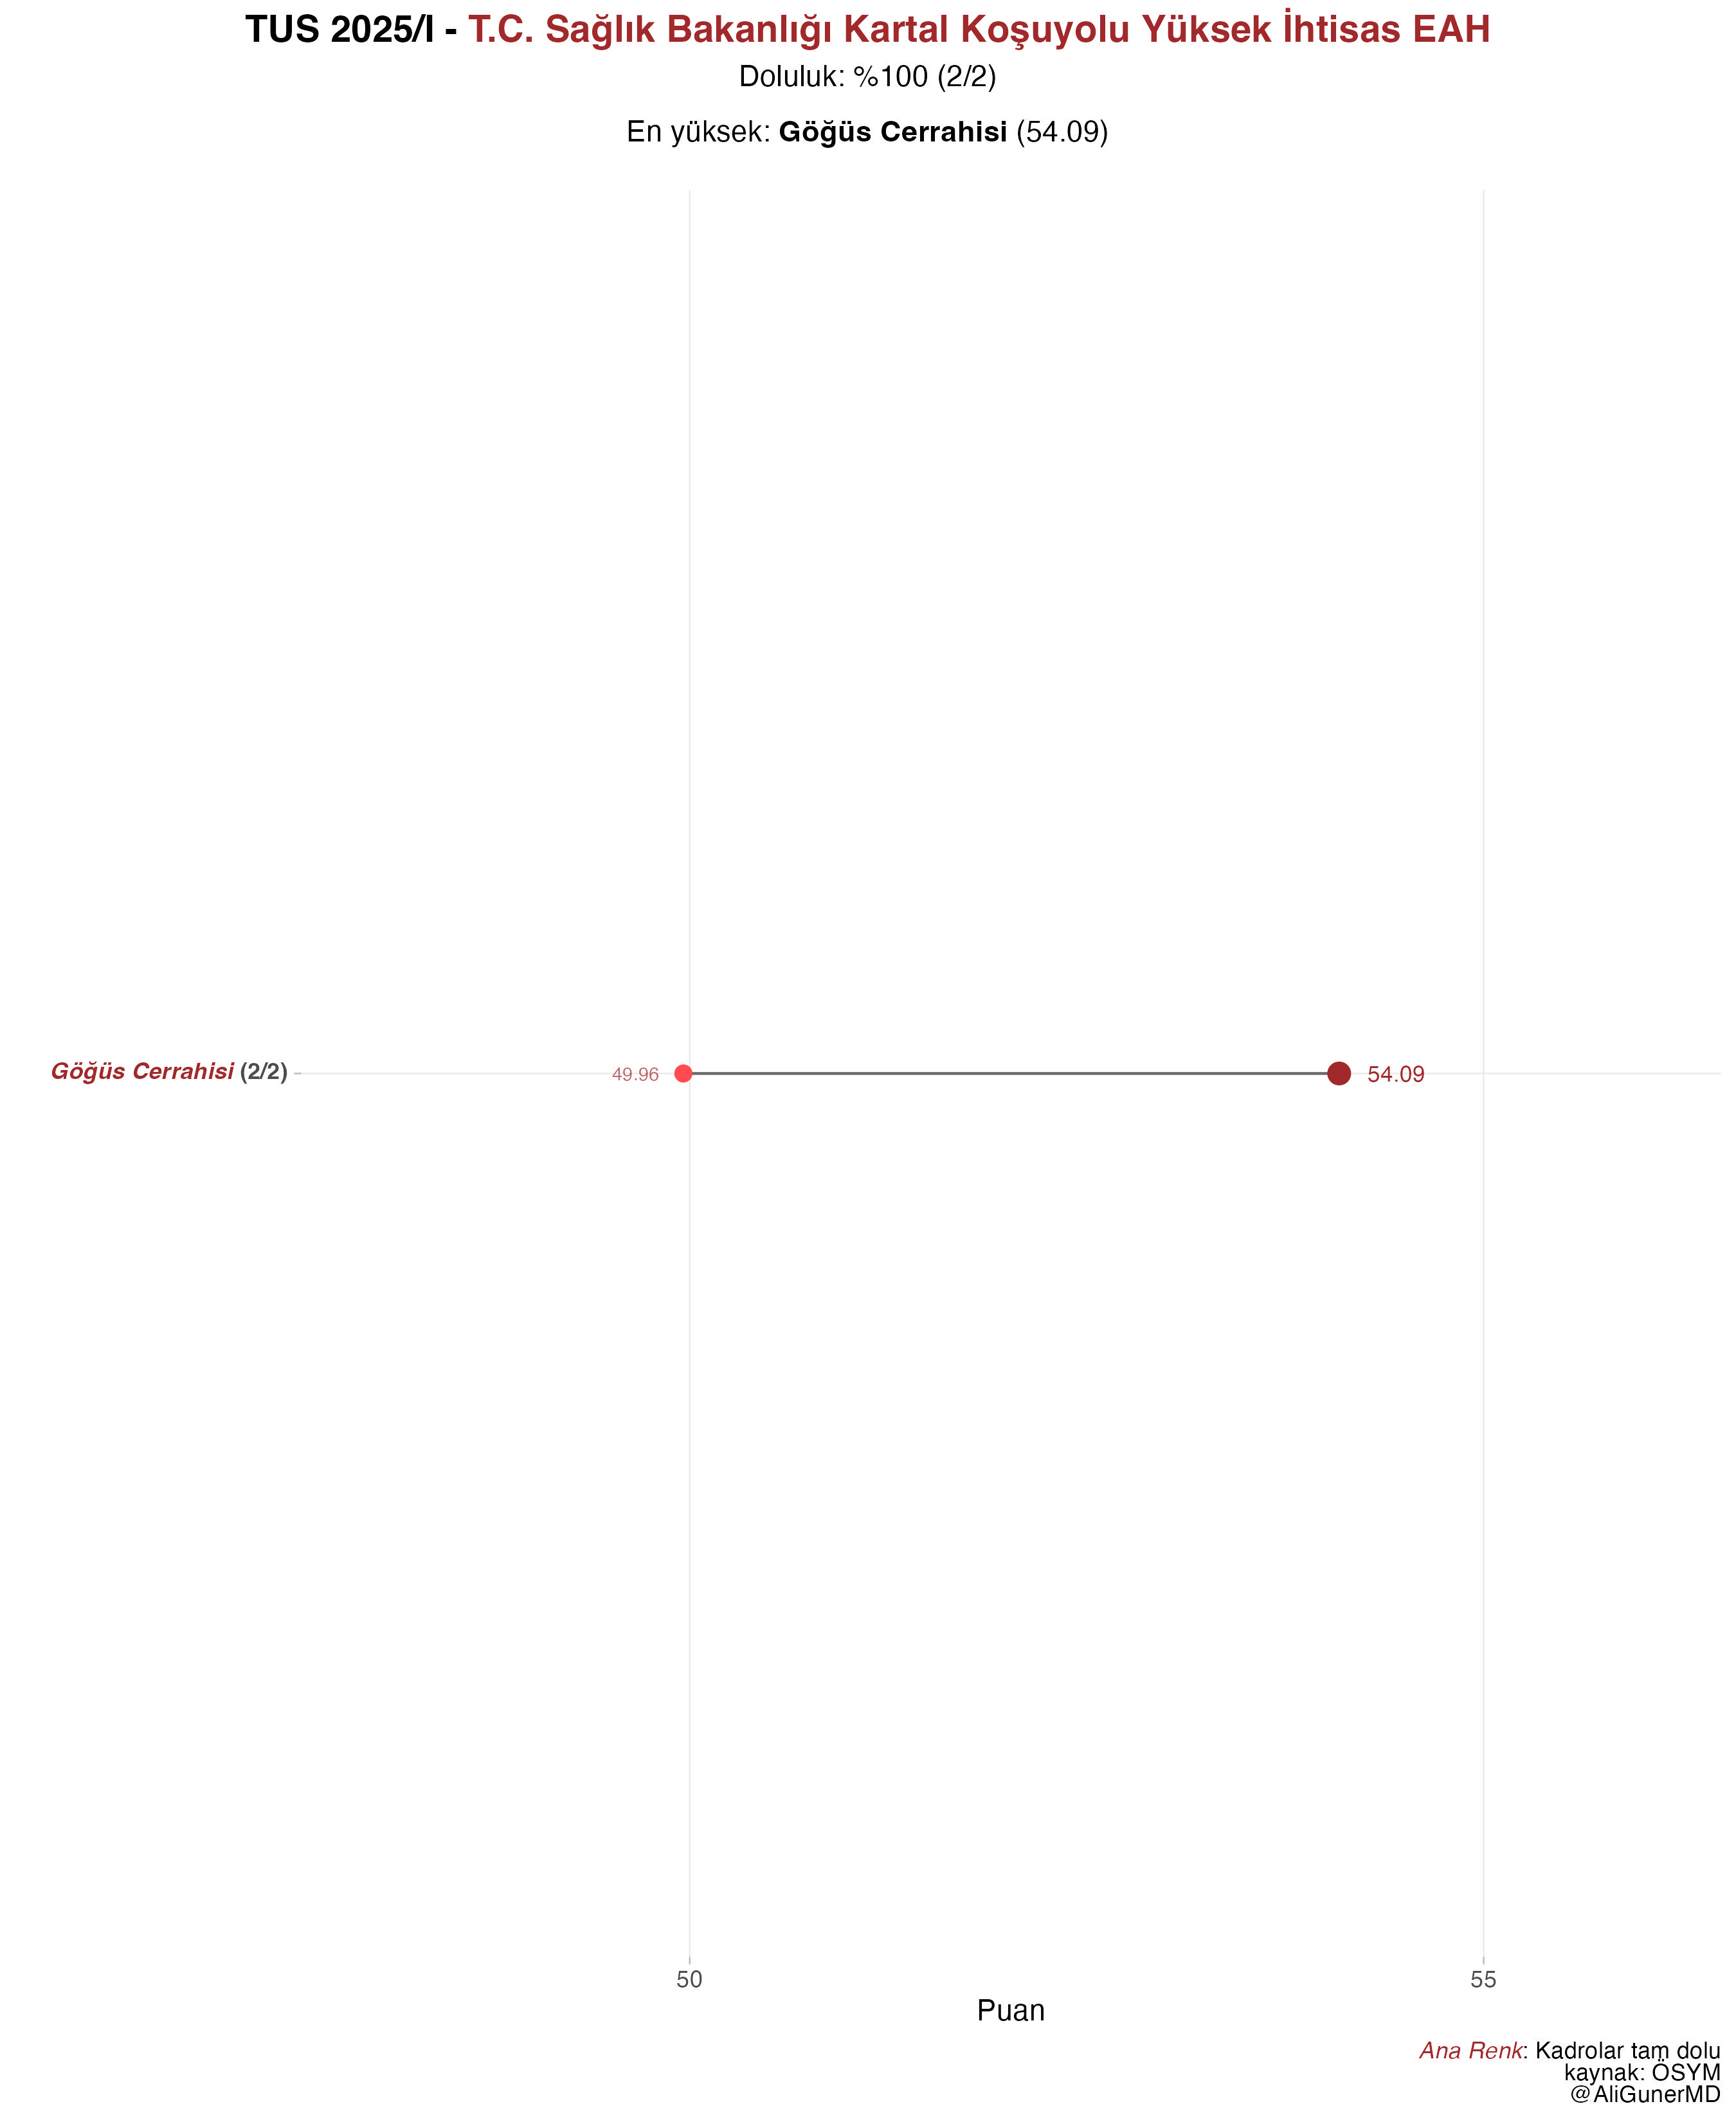 TUS 2025/I - T.C. Sağlık Bakanlığı Kartal Koşuyolu Yüksek İhtisas EAH
Doluluk: %100 (2/2)
En yüksek: Göğüs Cerrahisi (54.09)
Göğüs Cerrahisi (2/2)
49.96
54.09
50
55
Puan
Ana Renk: Kadrolar tam dolu
kaynak: ÖSYM
@AliGunerMD